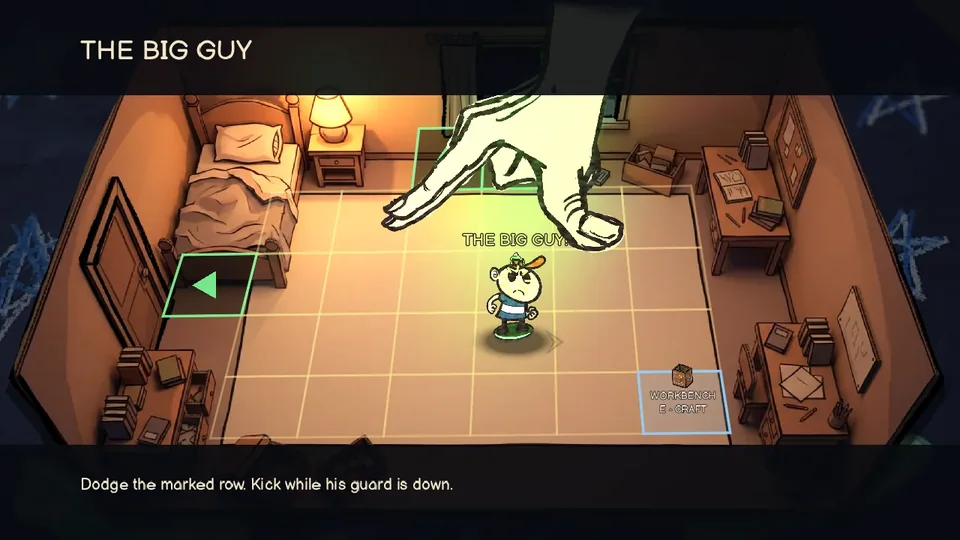 THE BIG GUY
THE BIG GUY!
WORKBENCH
E - CRAFT
Dodge the marked row. Kick while his guard is down.